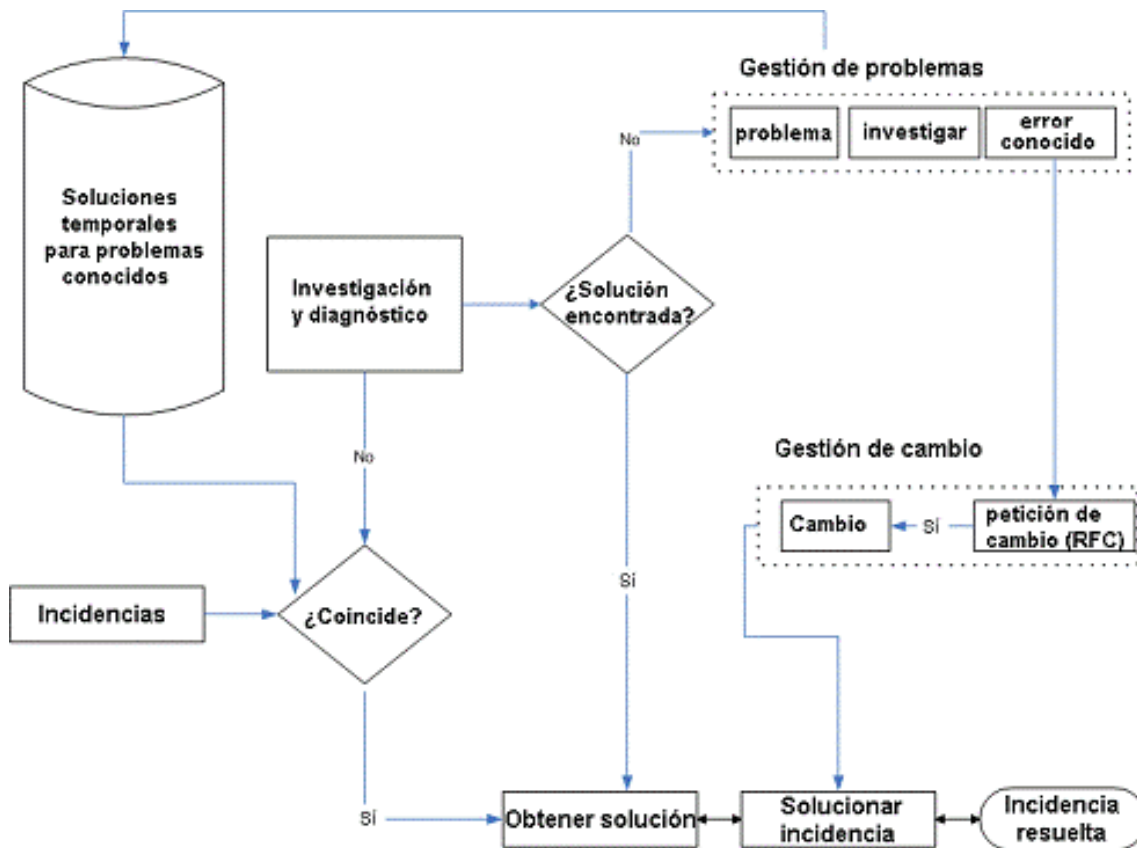 Gestión de problemas
problema
investigar
error
conocido
No
Soluciones
temporales
para problemas
conocidos
Investigación
y diagnóstico
¿Solución
encontrada?
No
Gestión de cambio
Cambio
Sí
petición de
cambio (RFC)
Sí
Incidencias
¿Coincide?
Sí
Obtener solución
Solucionar
incidencia
Incidencia
resuelta